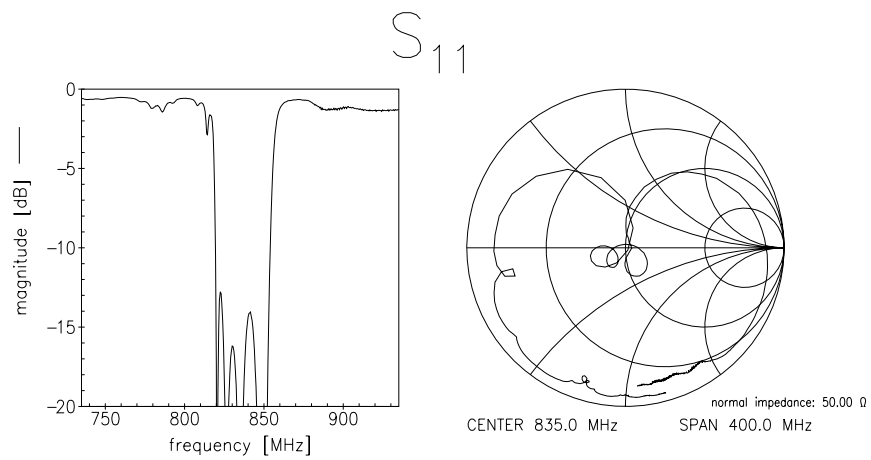 S11
0
−5
−10
−15
−20
magnitude [dB]
750 800 850 900
frequency [MHz]
normal impedance: 50.00 Ω
CENTER 835.0 MHz SPAN 400.0 MHz